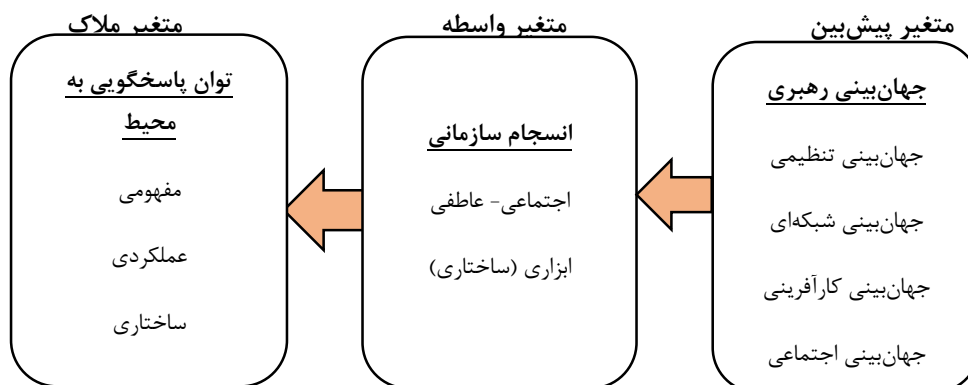 متغیر پیش‌بین
جهان‌بینی رهبری
جهان‌بینی تنظیمی
جهان‌بینی شبکه‌ای
جهان‌بینی کارآفرینی
جهان‌بینی اجتماعی
متغیر واسطه
انسجام سازمانی
اجتماعی- عاطفی
ابزاری (ساختاری)
متغیر ملاک
توان پاسخگویی به
محیط
مفهومی
عملکردی
ساختاری